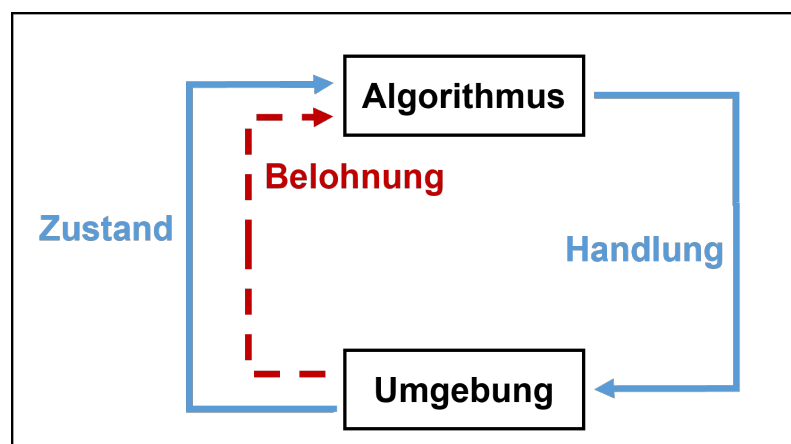 Algorithmus
Belohnung
Zustand
Handlung
Umgebung